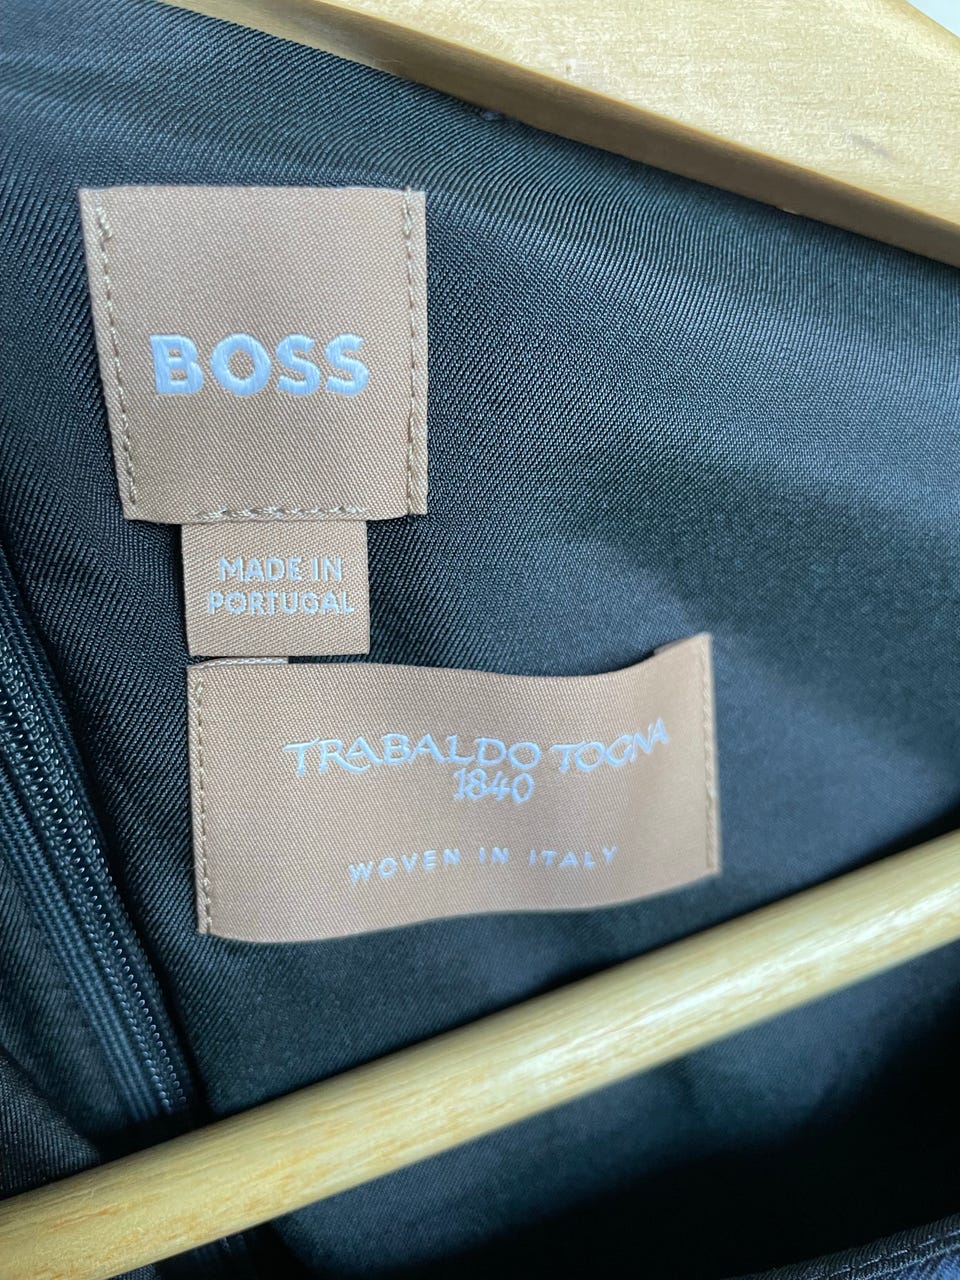 BOSS
MADE IN
PORTUGAL
TRABALDO TOGNA
1840
WOVEN IN ITALY